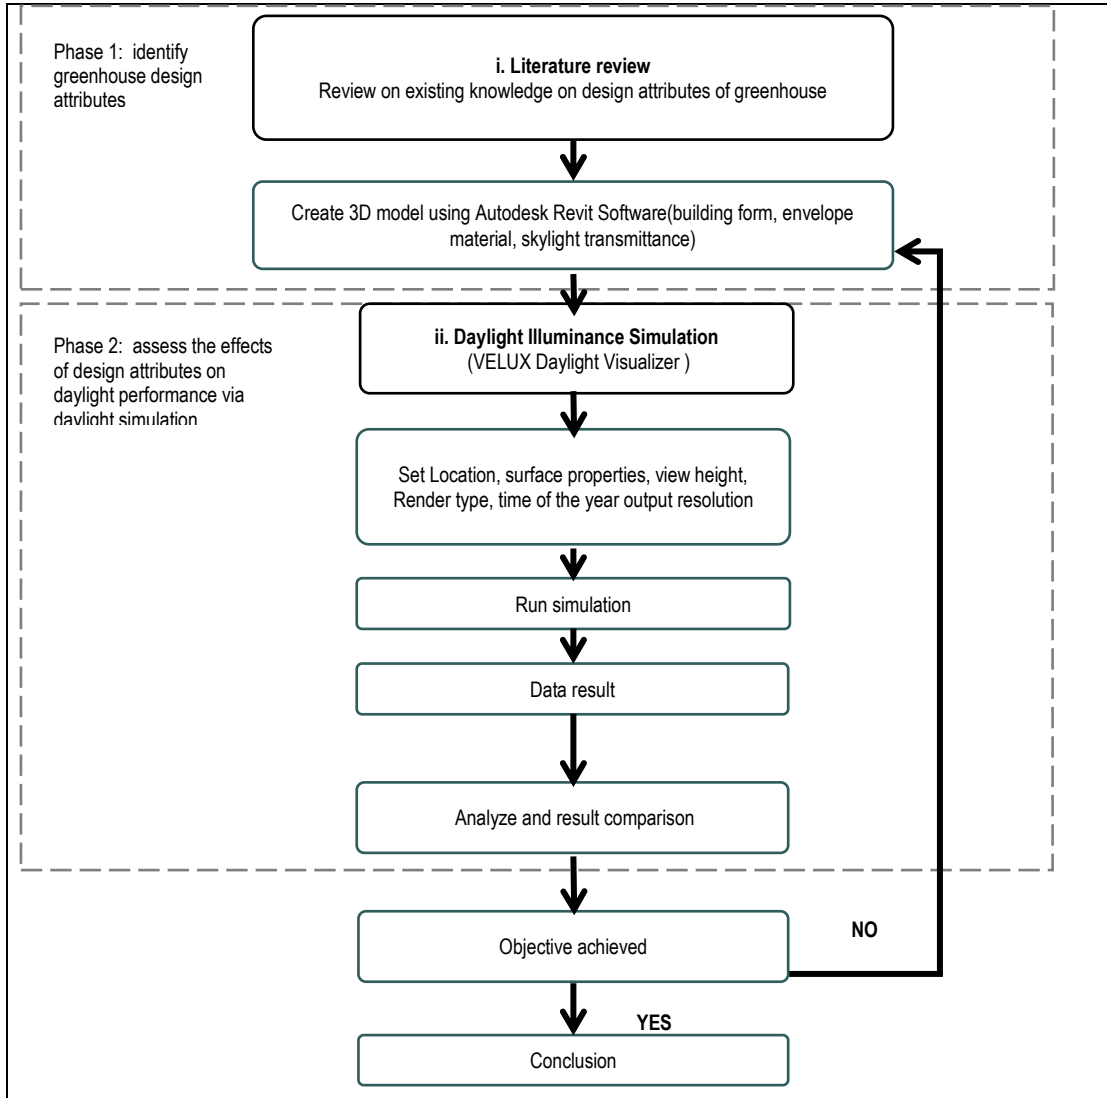 Phase 1:  identify
greenhouse design
attributes
i. Literature review
Review on existing knowledge on design attributes of greenhouse
Create 3D model using Autodesk Revit Software(building form, envelope
material, skylight transmittance)
Phase 2:  assess the effects
of design attributes on
daylight performance via
daylight simulation
ii. Daylight Illuminance Simulation
(VELUX Daylight Visualizer )
Set Location, surface properties, view height,
Render type, time of the year output resolution
Run simulation
Data result
Analyze and result comparison
Objective achieved
NO
YES
Conclusion